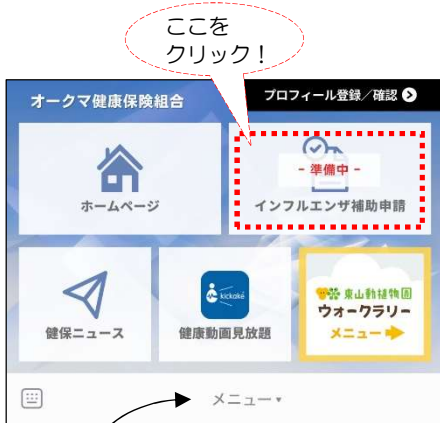 ここを
クリック！
オークマ健康保険組合
プロフィール登録／確認
- 準備中 -
ホームページ
インフルエンザ補助申請
kickake
東山動植物園
ウォークラリー
メニュー
健保ニュース
健康動画見放題
メニュー▼